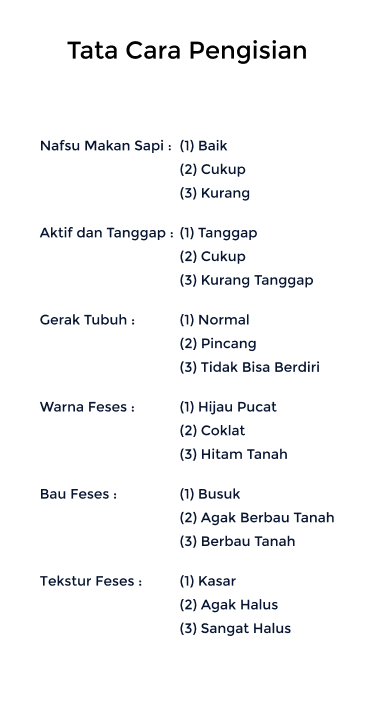 Tata Cara Pengisian
Nafsu Makan Sapi : (1) Baik
(2) Cukup
(3) Kurang
Aktif dan Tanggap : (1) Tanggap
(2) Cukup
(3) Kurang Tanggap
Gerak Tubuh : (1) Normal
(2) Pincang
(3) Tidak Bisa Berdiri
Warna Feses : (1) Hijau Pucat
(2) Coklat
(3) Hitam Tanah
Bau Feses : (1) Busuk
(2) Agak Berbau Tanah
(3) Berbau Tanah
Tekstur Feses : (1) Kasar
(2) Agak Halus
(3) Sangat Halus